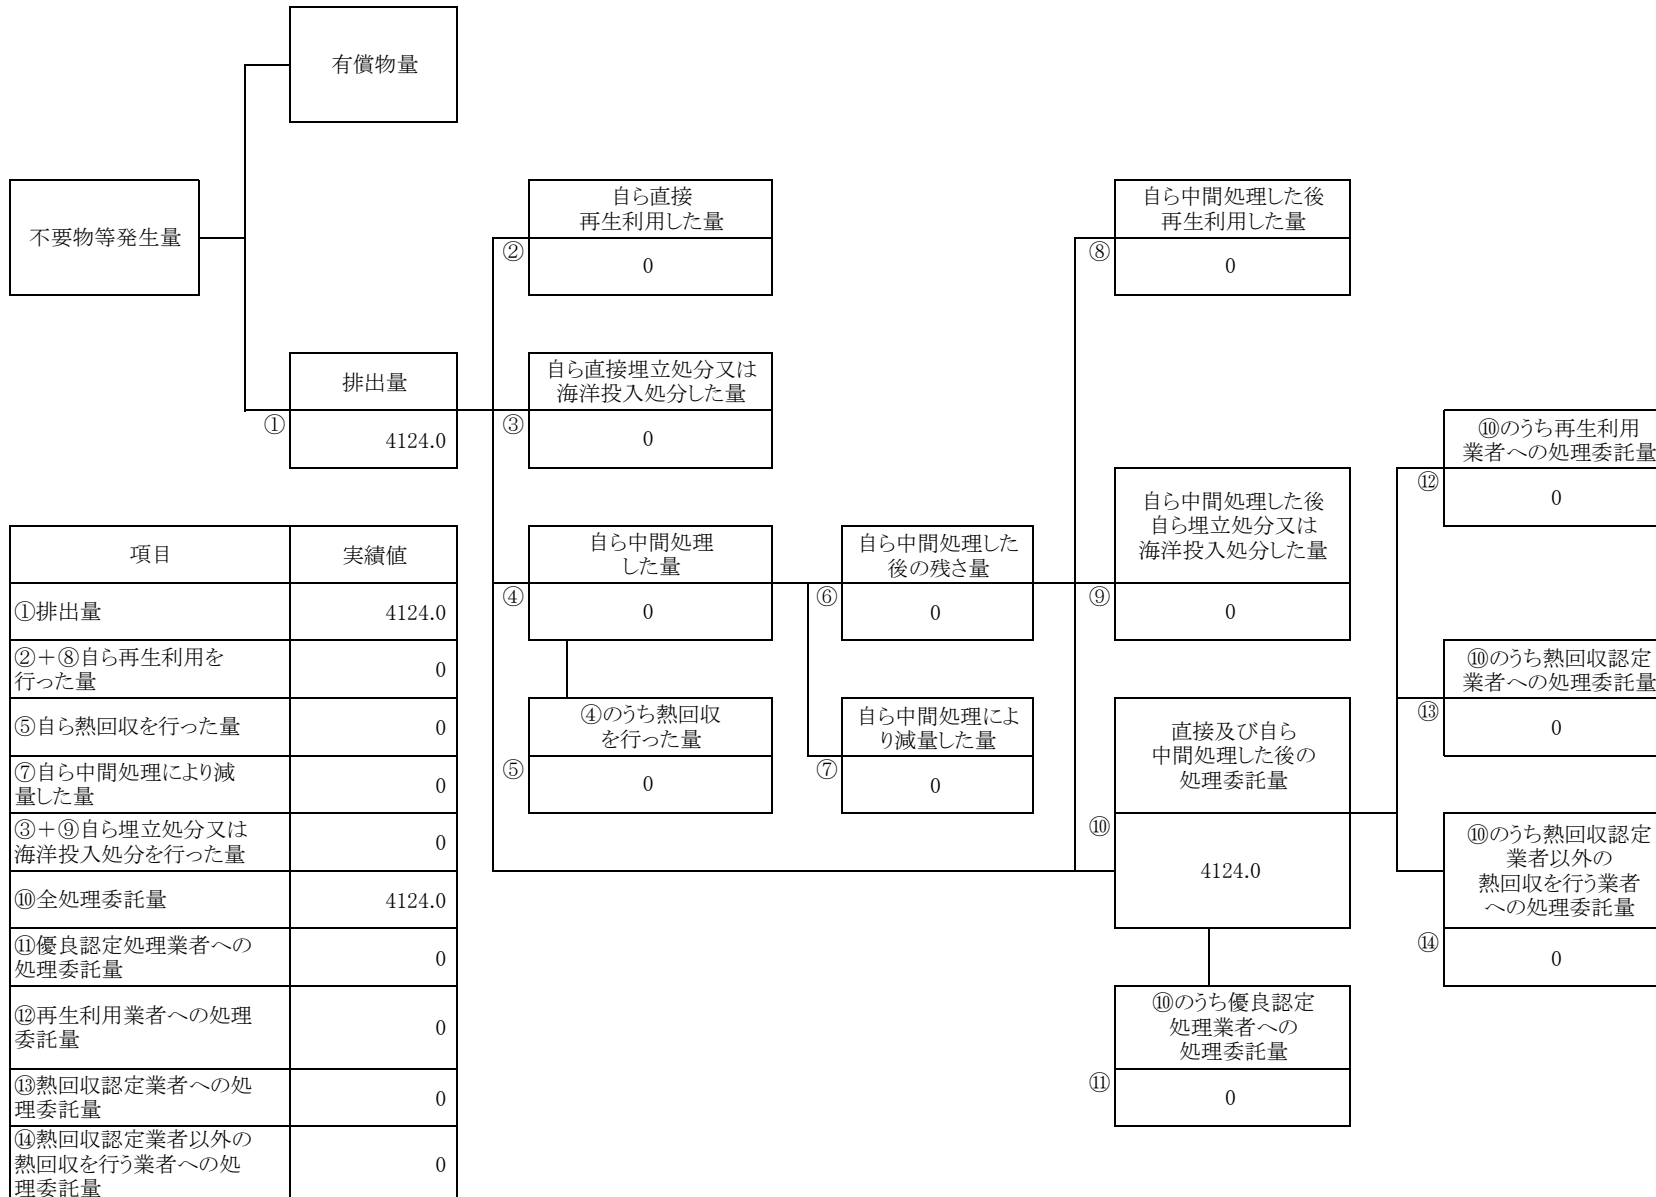 有償物量
不要物等発生量
自ら直接
再生利用した量
②
0
自ら中間処理した後
再生利用した量
⑧
0
排出量
①
4124.0
自ら直接埋立処分又は
海洋投入処分した量
③
0
⑩のうち再生利用
業者への処理委託量
⑫
0
自ら中間処理した後
自ら埋立処分又は
海洋投入処分した量
⑨
0
自ら中間処理
した量
④
0
自ら中間処理した
後の残さ量
⑥
0
④のうち熱回収
を行った量
⑤
0
自ら中間処理によ
り減量した量
⑦
0
直接及び自ら
中間処理した後の
処理委託量
⑩
4124.0
⑩のうち熱回収認定
業者への処理委託量
⑬
0
⑩のうち熱回収認定
業者以外の
熱回収を行う業者
への処理委託量
⑭
0
⑩のうち優良認定
処理業者への
処理委託量
⑪
0
項目 実績値
①排出量 4124.0
②+⑧自ら再生利用を
行った量 0
⑤自ら熱回収を行った量 0
⑦自ら中間処理により減
量した量 0
③+⑨自ら埋立処分又は
海洋投入処分を行った量 0
⑩全処理委託量 4124.0
⑪優良認定処理業者への
処理委託量 0
⑫再生利用業者への処理
委託量 0
⑬熱回収認定業者への処
理委託量 0
⑭熱回収認定業者以外の
熱回収を行う業者への処 0
理委託量